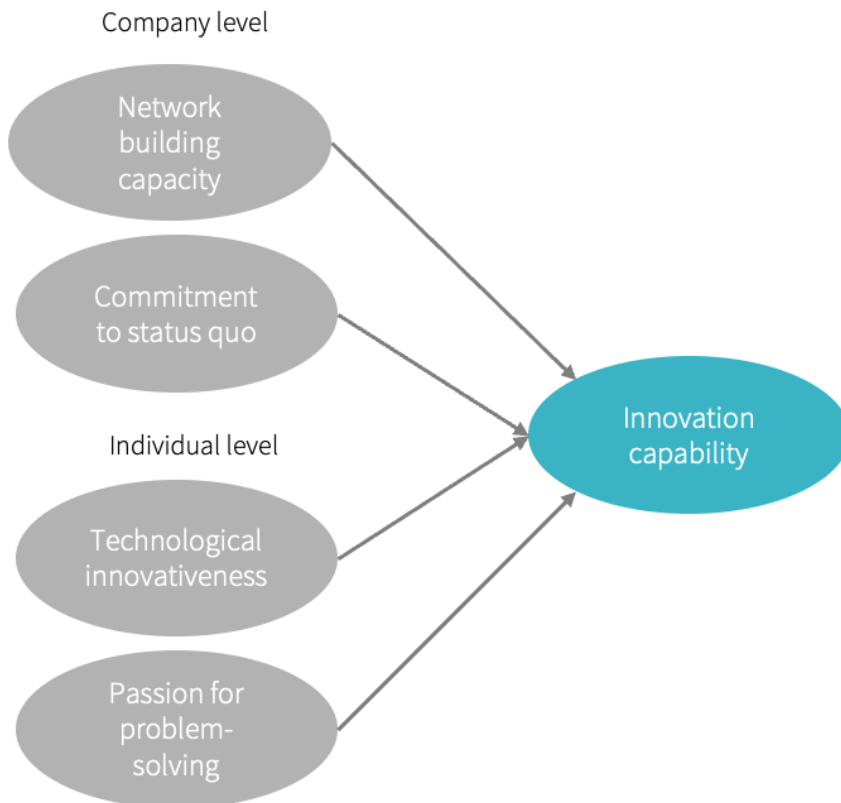 Company level
Network
building
capacity
Commitment
to status quo
Individual level
Technological
innovativeness
Passion for
problem-
solving
Innovation
capability